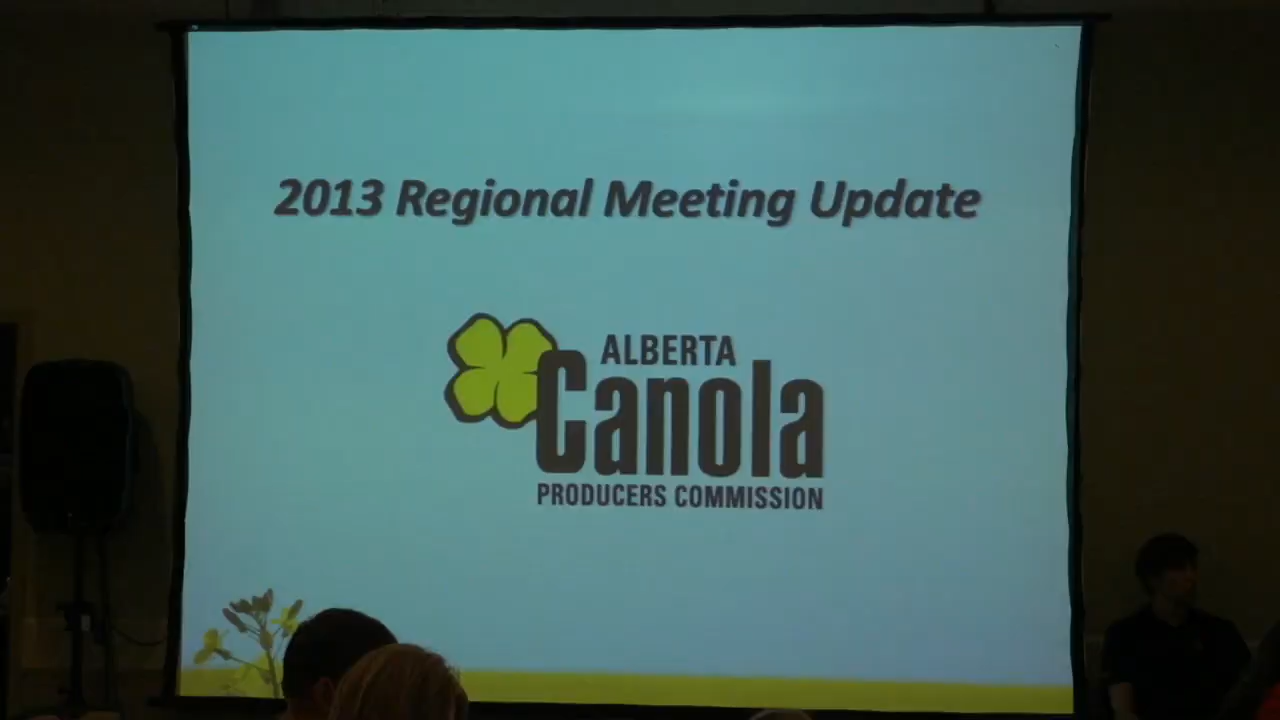 2013 Regional Meeting Update
ALBERTA
Canola
PRODUCERS COMMISSION